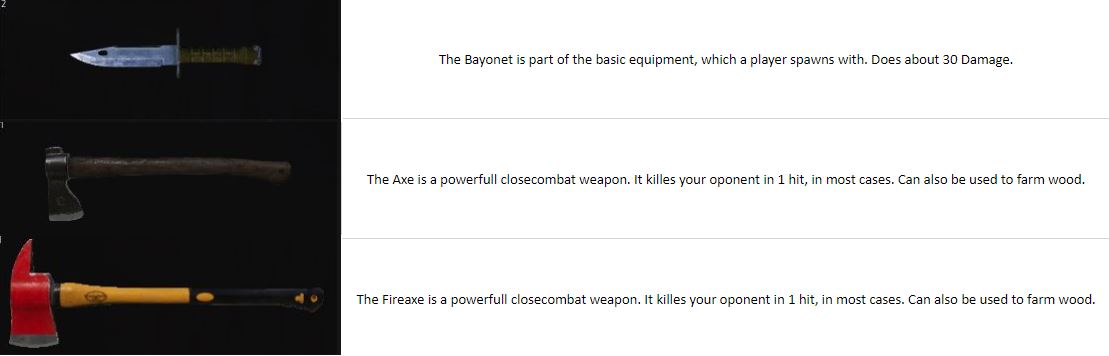 2
The Bayonet is part of the basic equipment, which a player spawns with. Does about 30 Damage.
1
The Axe is a powerfull closecombat weapon. It killes your oponent in 1 hit, in most cases. Can also be used to farm wood.
The Fireaxe is a powerfull closecombat weapon. It killes your oponent in 1 hit, in most cases. Can also be used to farm wood.